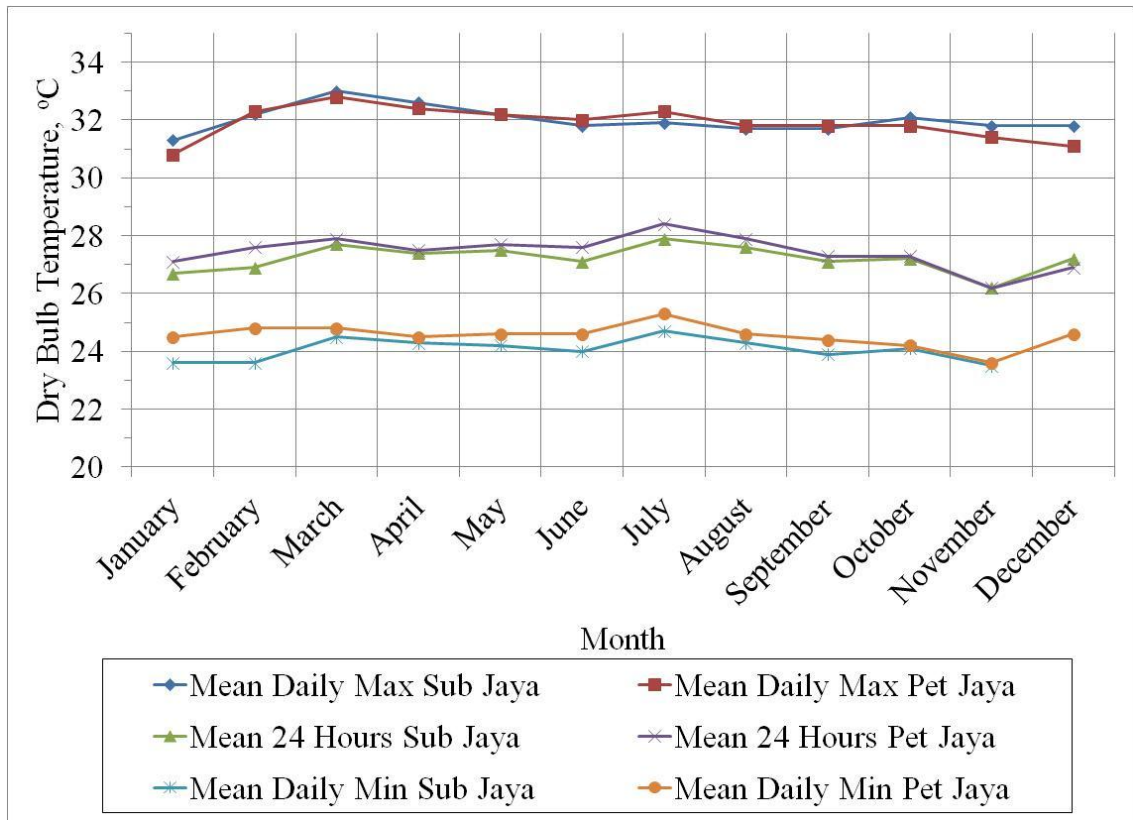 Dry Bulb Temperature, °C
34
32
30
28
26
24
22
20
January
February
March
April
May
June
July
August
September
October
November
December
Month
Mean Daily Max Sub Jaya
Mean Daily Max Pet Jaya
Mean 24 Hours Sub Jaya
Mean 24 Hours Pet Jaya
Mean Daily Min Sub Jaya
Mean Daily Min Pet Jaya